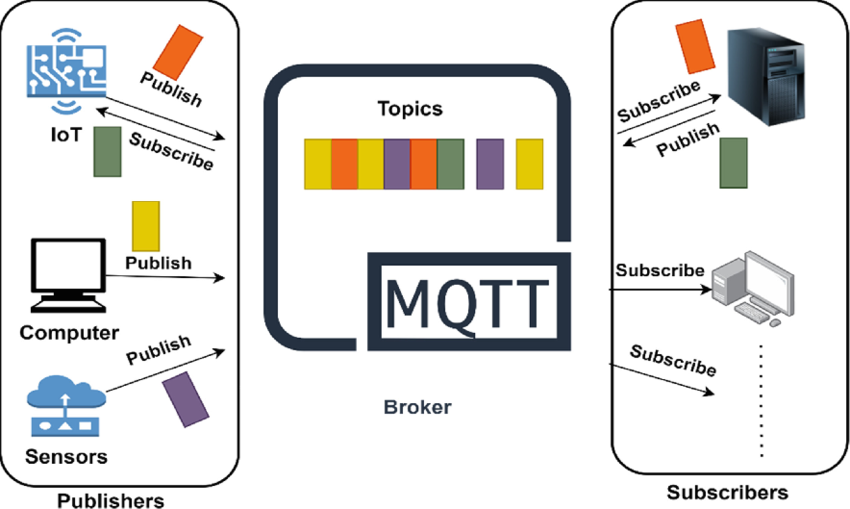 Publish
IoT
Subscribe
Publish
Computer
Publish
Sensors
Publishers
Topics
MQTT
Broker
Subscribe
Publish
Subscribe
Subscribe
Subscribers